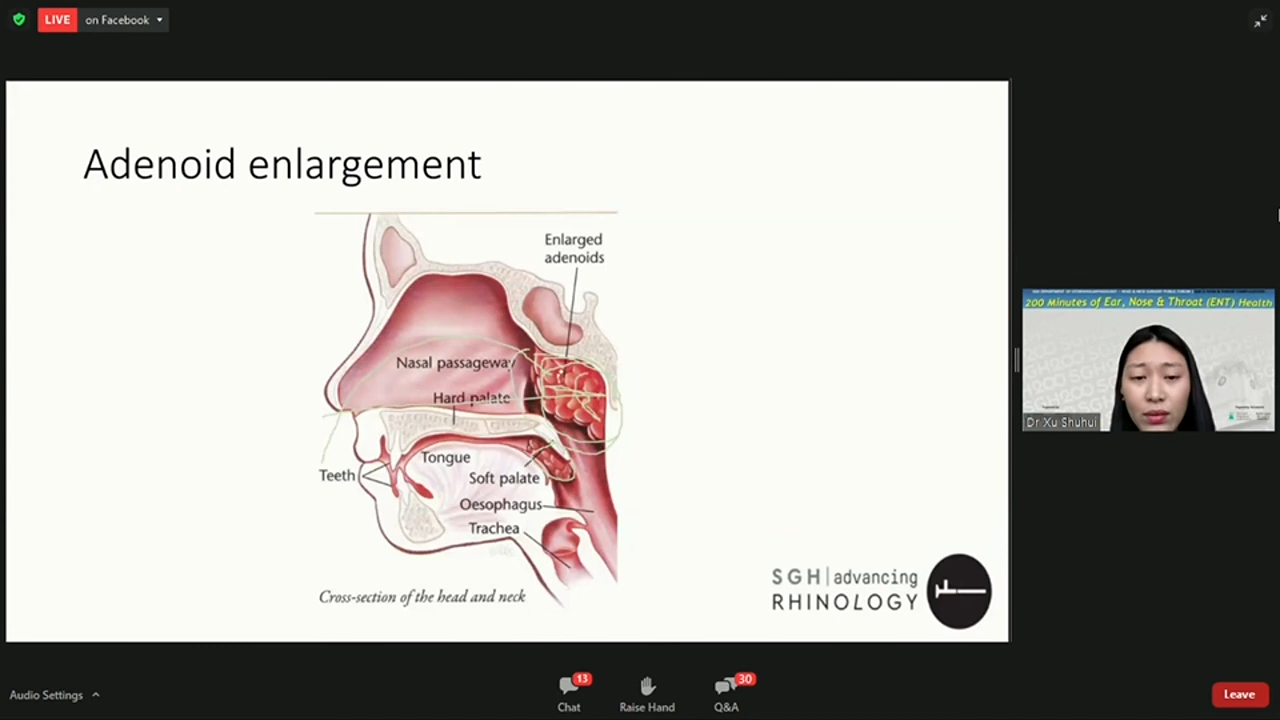 LIVE on Facebook
Adenoid enlargement
Enlarged
adenoids
Nasal passageway
Hard palate
Tongue
Teeth
Soft palate
Oesophagus
Trachea
Cross-section of the head and neck
SGH | advancing
RHINOLOGY
200 Minutes of Ear, Nose & Throat (ENT) Health
Dr Xu Shuhui
Audio Settings
13
Chat
Raise Hand
30
Q&A
Leave